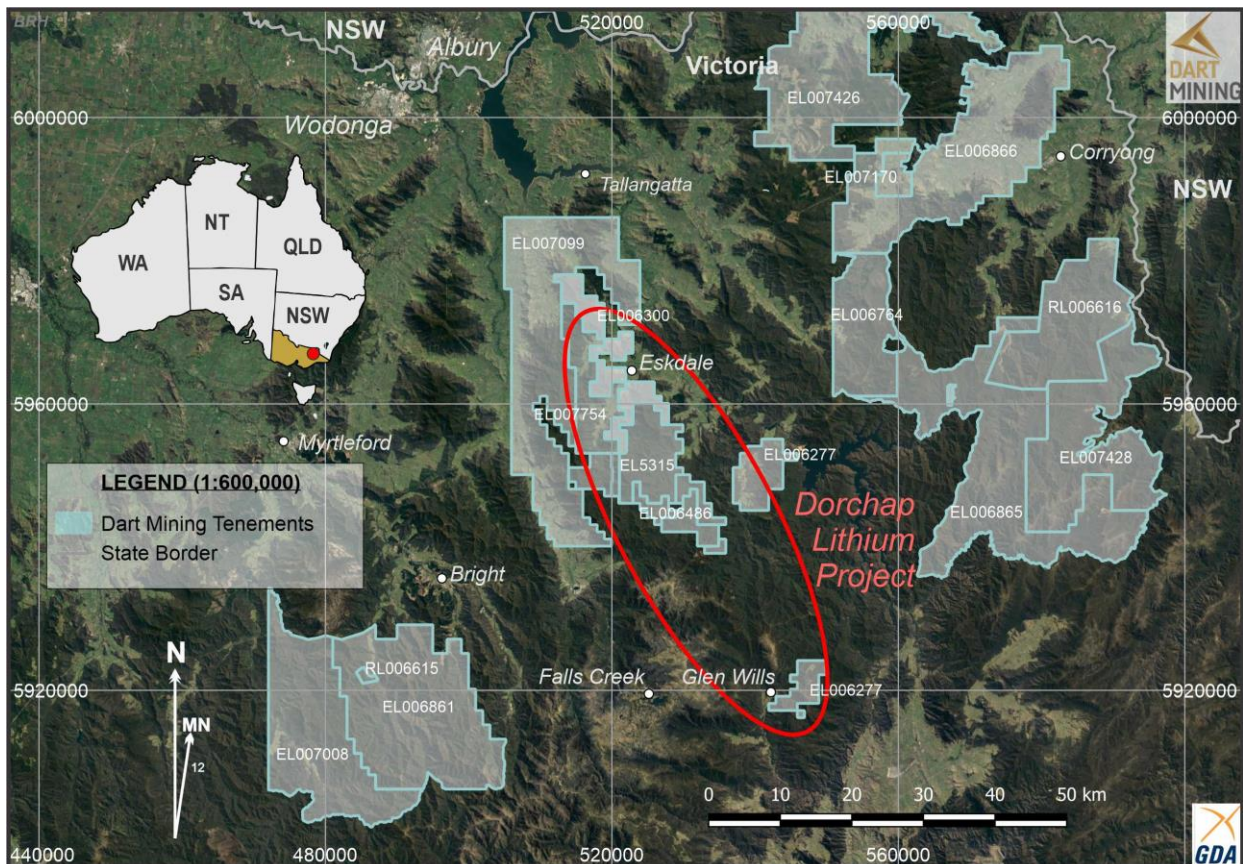 BRH
NSW
Albury
520000
560000
Victoria
DART
MINING
EL007426
6000000
Wodonga
6000000
EL006866
Corryong
EL007170
NSW
Tallangatta
NT
QLD
WA
SA
NSW
EL007099
EL006300
EL006764
RL006616
Eskdale
5960000
5960000
EL007754
Myrtleford
EL006277
EL5315
EL007428
LEGEND (1:600,000)
Dart Mining Tenements
State Border
EL006486
EL006865
Dorchap
Lithium
Project
Bright
N
RL006615
Falls Creek
Glen Wills
5920000
EL006277
5920000
EL006861
MN
12
EL007008
0 10 20 30 40 50 km
440000
480000
520000
560000
GDA